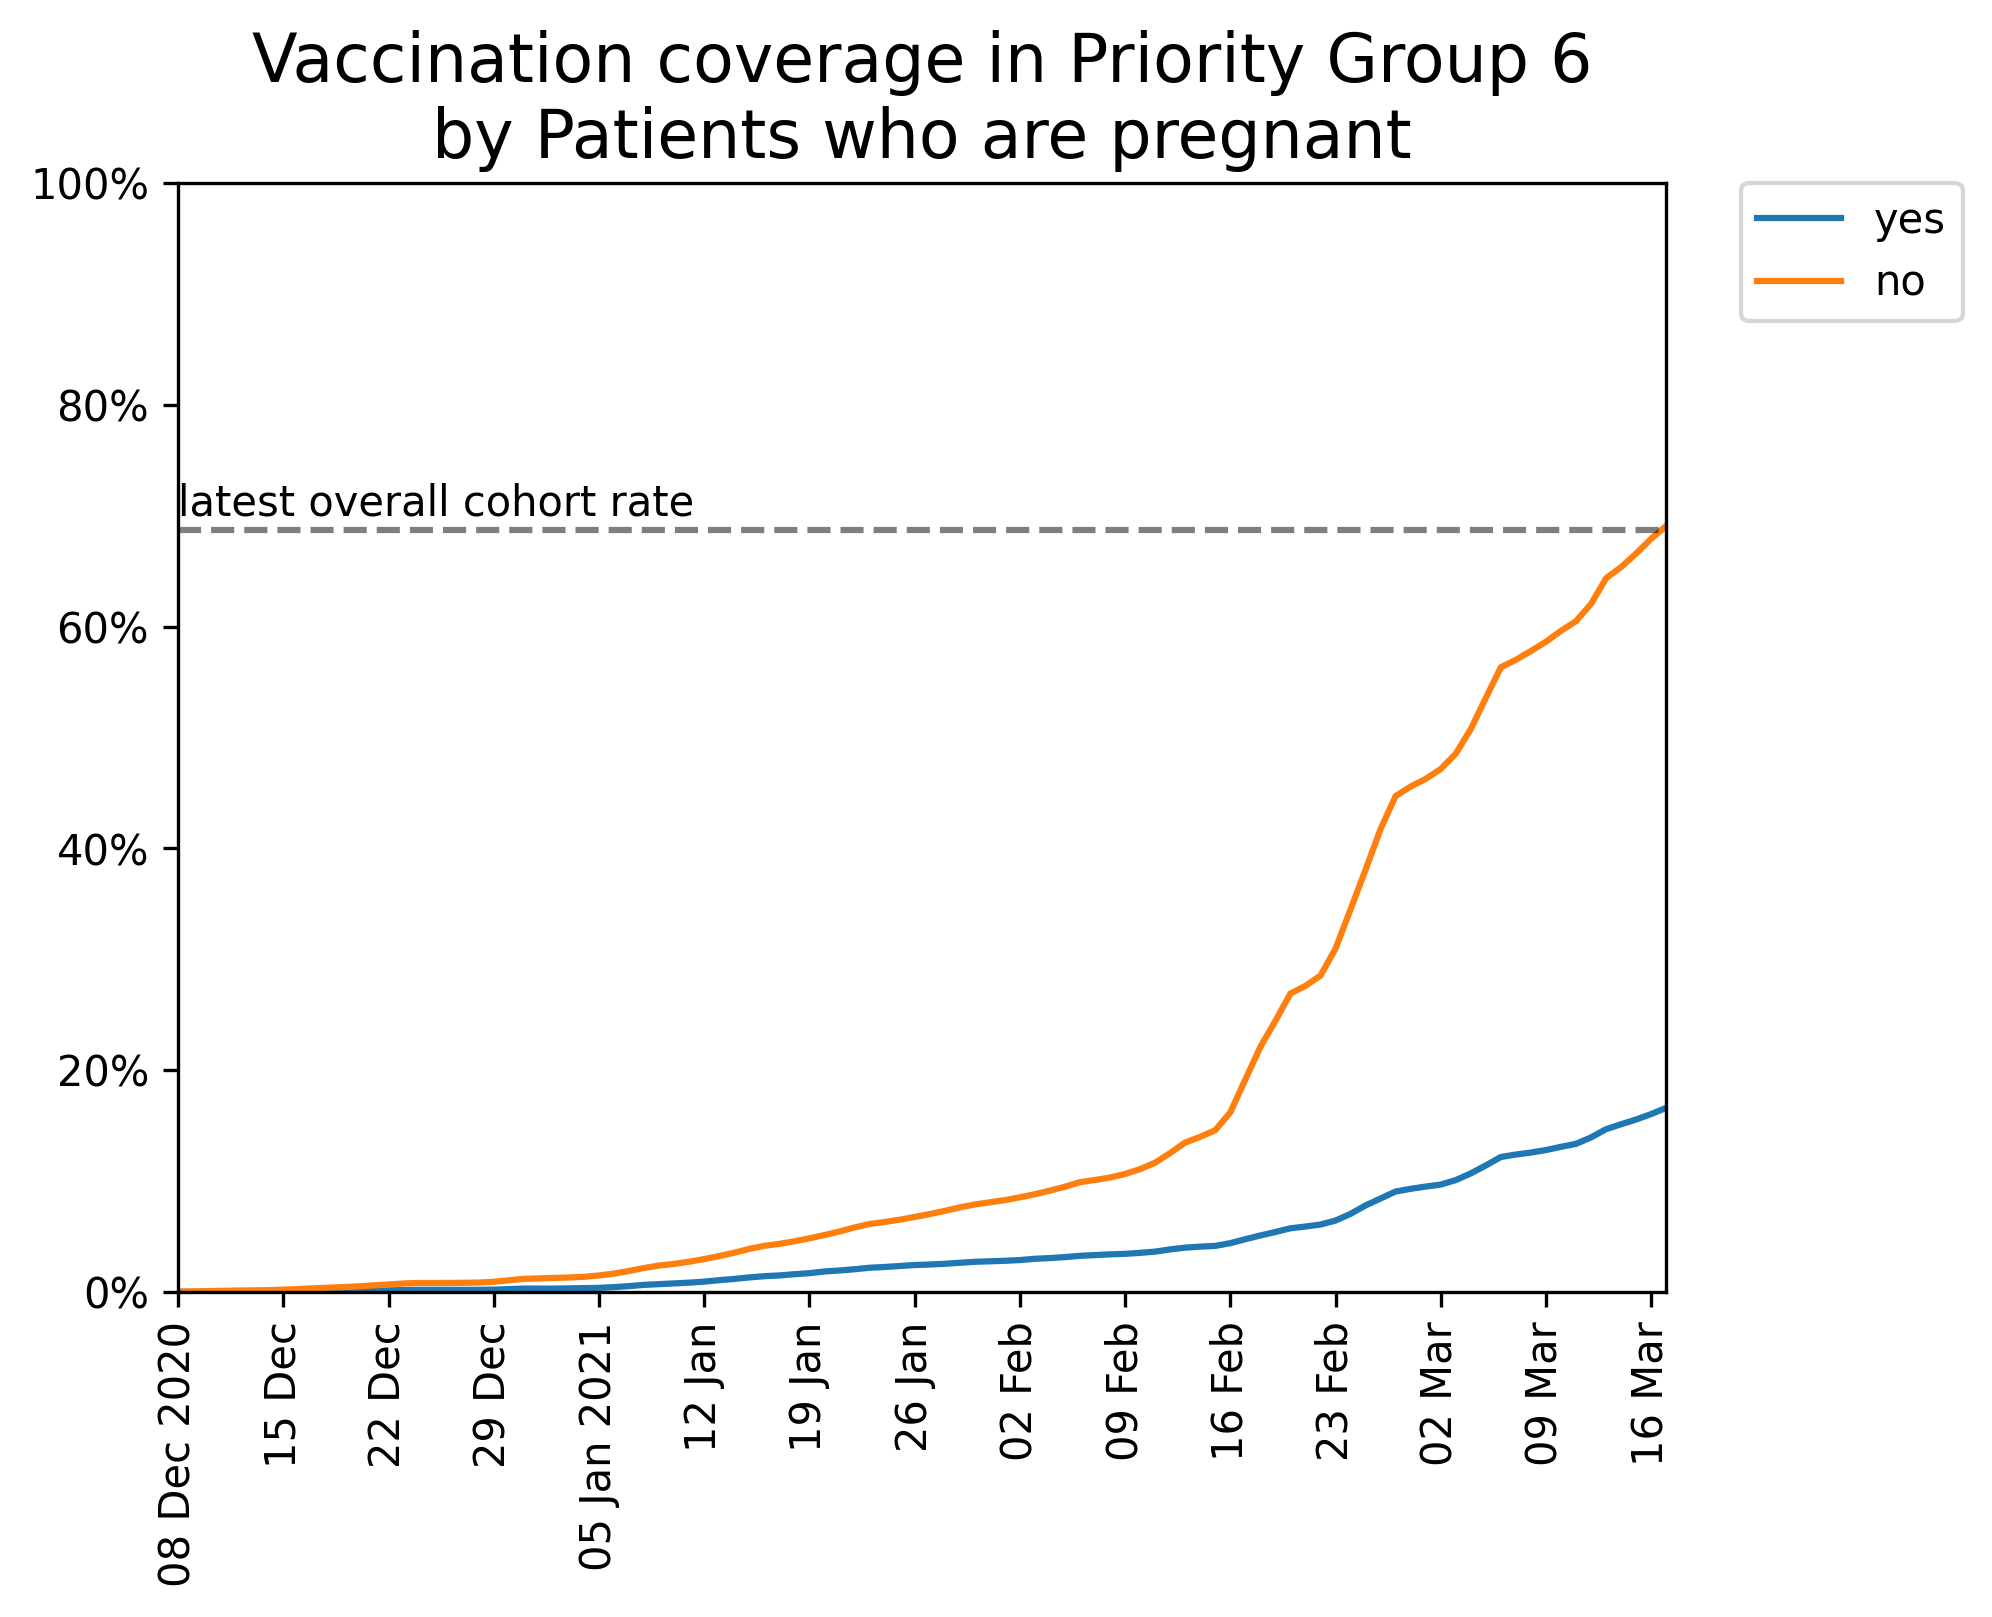 Vaccination coverage in Priority Group 6
by Patients who are pregnant
100%
80%
60%
40%
20%
0%
latest overall cohort rate
yes
no
08 Dec 2020
15 Dec
22 Dec
29 Dec
05 Jan 2021
12 Jan
19 Jan
26 Jan
02 Feb
09 Feb
16 Feb
23 Feb
02 Mar
09 Mar
16 Mar